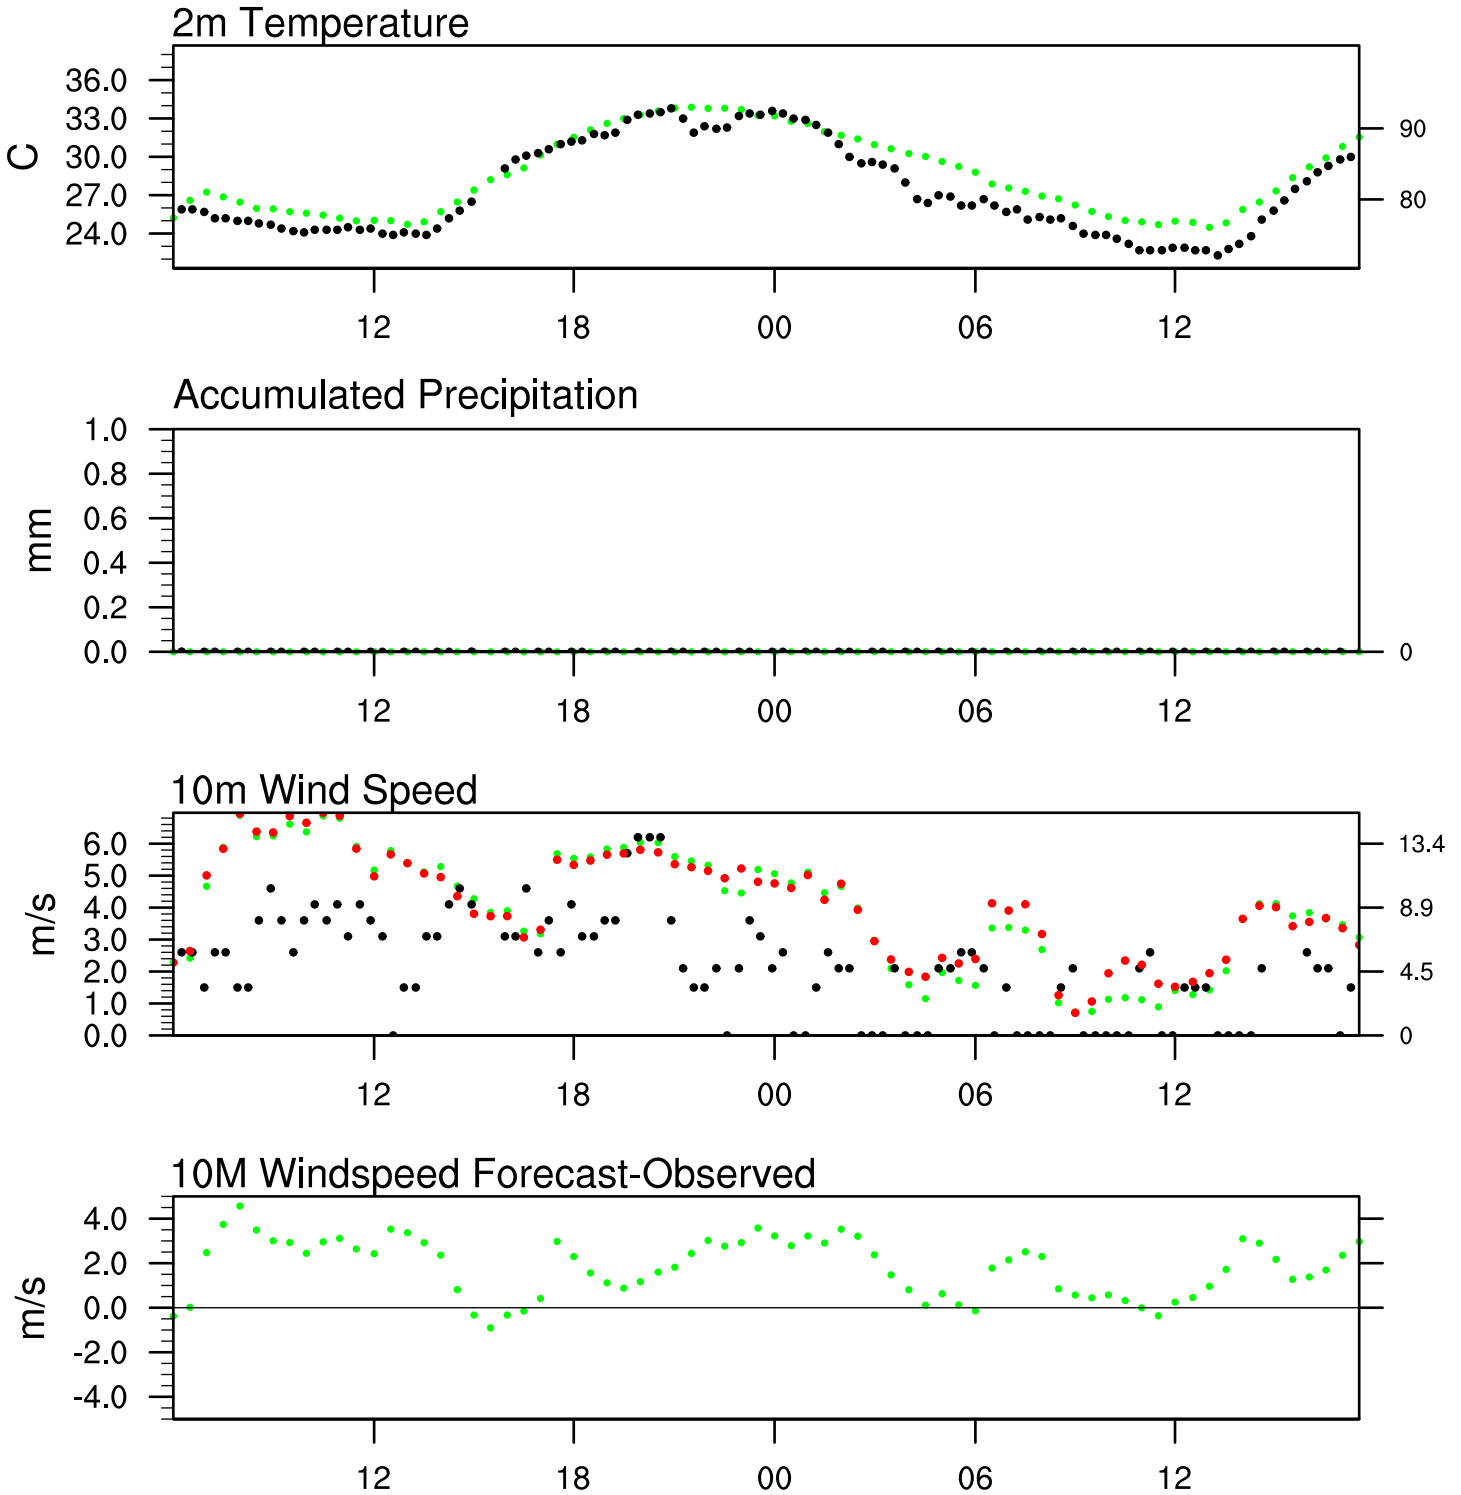 2m Temperature
C
36.0
33.0
30.0
27.0
24.0
90
80
12 18 00 06 12
Accumulated Precipitation
mm
1.0
0.8
0.6
0.4
0.2
0.0
0
12 18 00 06 12
10m Wind Speed
m/s
6.0
5.0
4.0
3.0
2.0
1.0
0.0
13.4
8.9
4.5
0
12 18 00 06 12
10M Windspeed Forecast-Observed
m/s
4.0
2.0
0.0
-2.0
-4.0
12 18 00 06 12